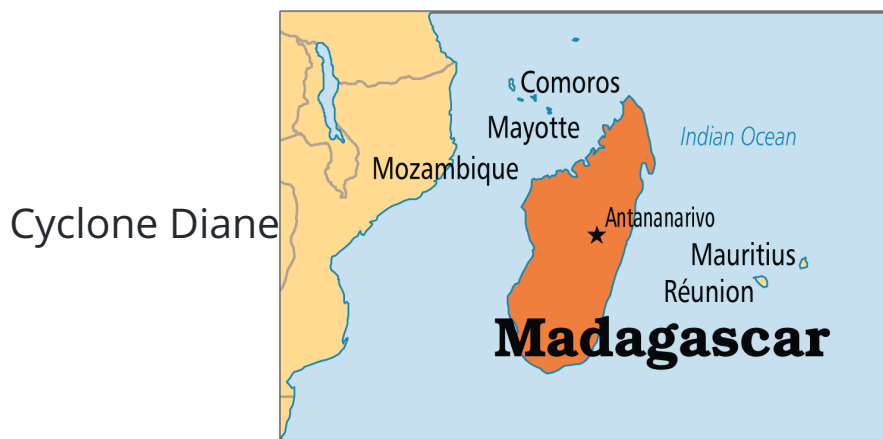 Comoros
Mayotte
Indian Ocean
Mozambique
Cyclone Diane
Antananarivo
Mauritius
Réunion
Madagascar